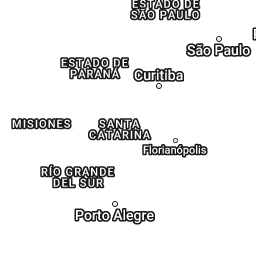 ESTADO DE
SÃO PAULO
São Paulo
ESTADO DE
PARANÁ
Curitiba
MISIONES
SANTA
CATARINA
Florianópolis
RÍO GRANDE
DEL SUR
Porto Alegre